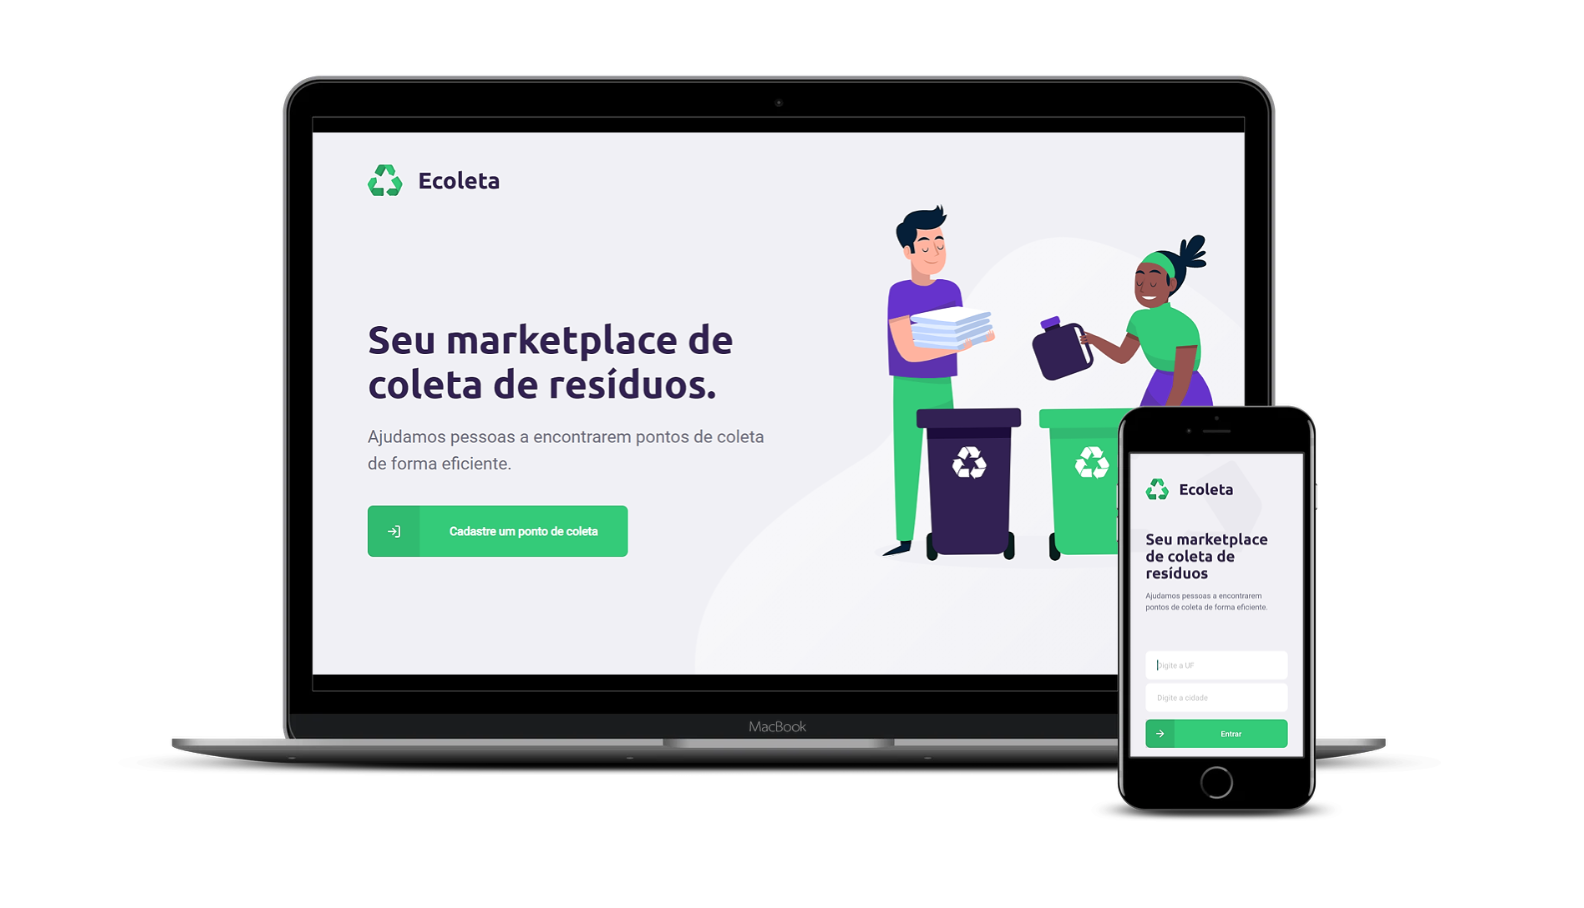 Ecoleta
Seu marketplace de
coleta de resíduos.
Ajudamos pessoas a encontrarem pontos de coleta
de forma eficiente.
Cadastre um ponto de coleta
MacBook
Ecoleta
Seu marketplace
de coleta de
resíduos
Ajudamos pessoas a encontrarem
pontos de coleta de forma eficiente.
Digite a UF
Digite a cidade
Entrar